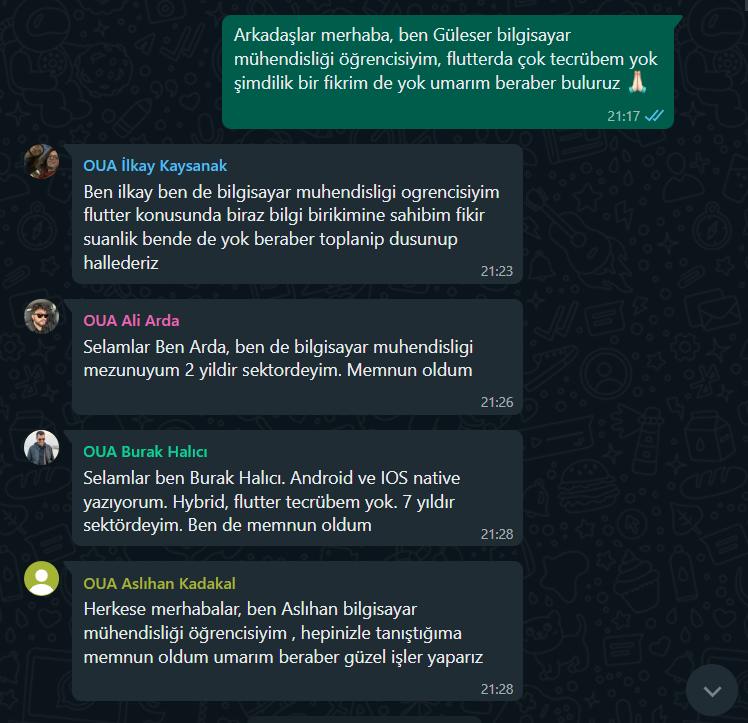 Arkadaşlar merhaba, ben Güleser bilgisayar
mühendisliği öğrencisiyim, flutterda çok tecrübem yok
şimdilik bir fikrim de yok umarım beraber buluruz 🙏🏻
21:17
OUA İlkay Kaysanak
Ben ilkay ben de bilgisayar muhendisligi ogrencisiyim
flutter konusunda biraz bilgi birikimine sahibim fikir
suanlik bende de yok beraber toplanip dusunup
hallederiz
21:23
OUA Ali Arda
Selamlar Ben Arda, ben de bilgisayar muhendisligi
mezunuyum 2 yildir sektordeyim. Memnun oldum
21:26
OUA Burak Halıcı
Selamlar ben Burak Halıcı. Android ve IOS native
yazıyorum. Hybrid, flutter tecrübem yok. 7 yıldır
sektördeyim. Ben de memnun oldum
21:28
OUA Aslıhan Kadakal
Herkese merhabalar, ben Aslıhan bilgisayar
mühendisliği öğrencisiyim , hepinizle tanıştığıma
memnun oldum umarım beraber güzel işler yaparız
21:28